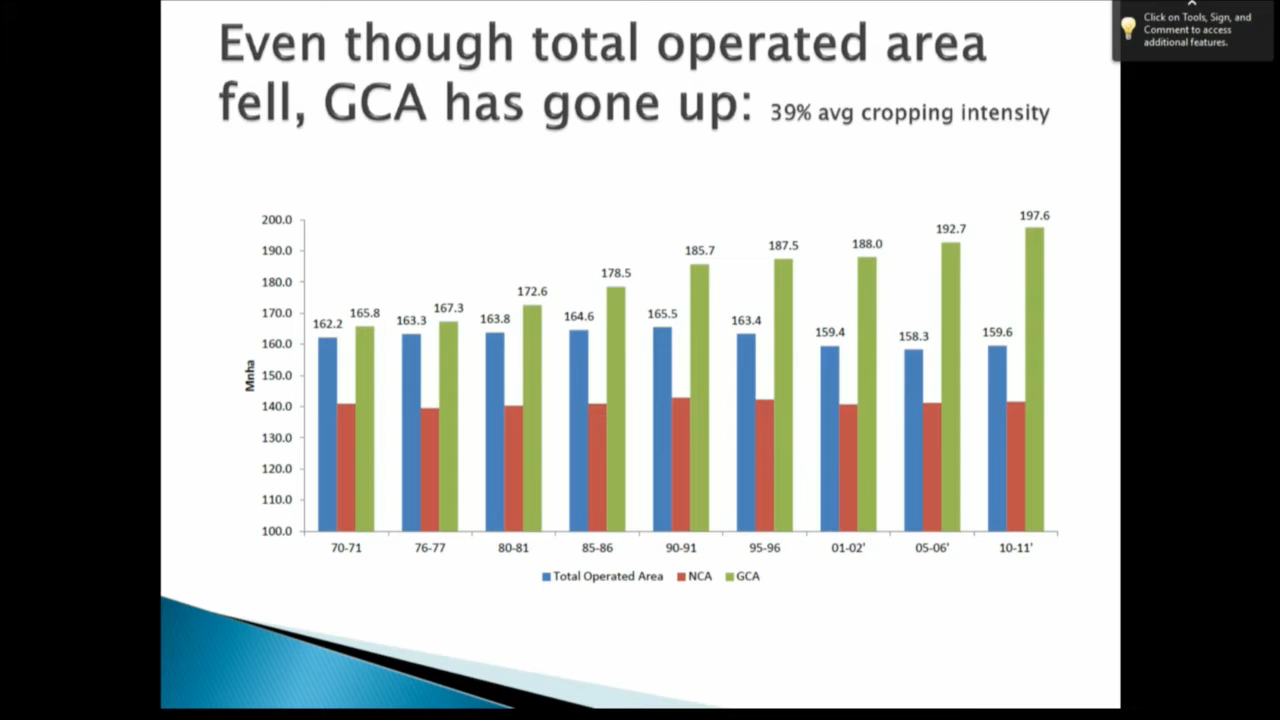 Even though total operated area
fell, GCA has gone up: 39% avg cropping intensity
Click on Tools, Sign, and
Comment to access
additional features.
Mnha
200.0
190.0
180.0
170.0
160.0
150.0
140.0
130.0
120.0
110.0
100.0
162.2 165.8
163.3 167.3
163.8 172.6
164.6 178.5
165.5 185.7
163.4 187.5
159.4 188.0
158.3 192.7
159.6 197.6
70-71 76-77 80-81 85-86 90-91 95-96 01-02' 05-06' 10-11'
Total Operated Area NCA GCA